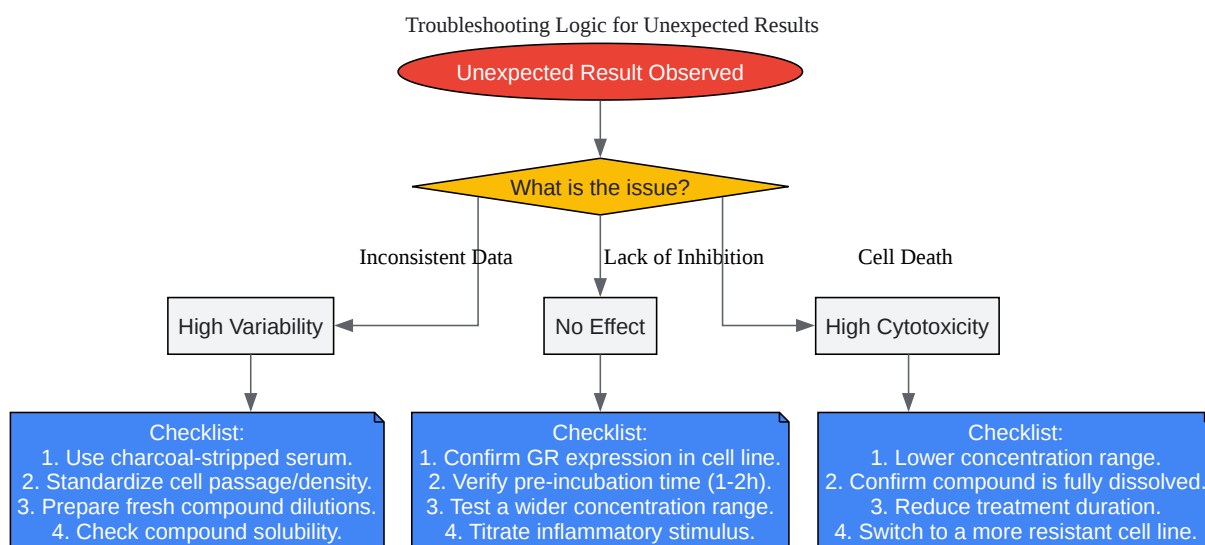 Troubleshooting Logic for Unexpected Results
Unexpected Result Observed
What is the issue?
Inconsistent Data
Lack of Inhibition
Cell Death
High Variability
No Effect
High Cytotoxicity
Checklist:
1. Use charcoal-stripped serum.
2. Standardize cell passage/density.
3. Prepare fresh compound dilutions.
4. Check compound solubility.
Checklist:
1. Confirm GR expression in cell line.
2. Verify pre-incubation time (1-2h).
3. Test a wider concentration range.
4. Titrate inflammatory stimulus.
Checklist:
1. Lower concentration range.
2. Confirm compound is fully dissolved.
3. Reduce treatment duration.
4. Switch to a more resistant cell line.